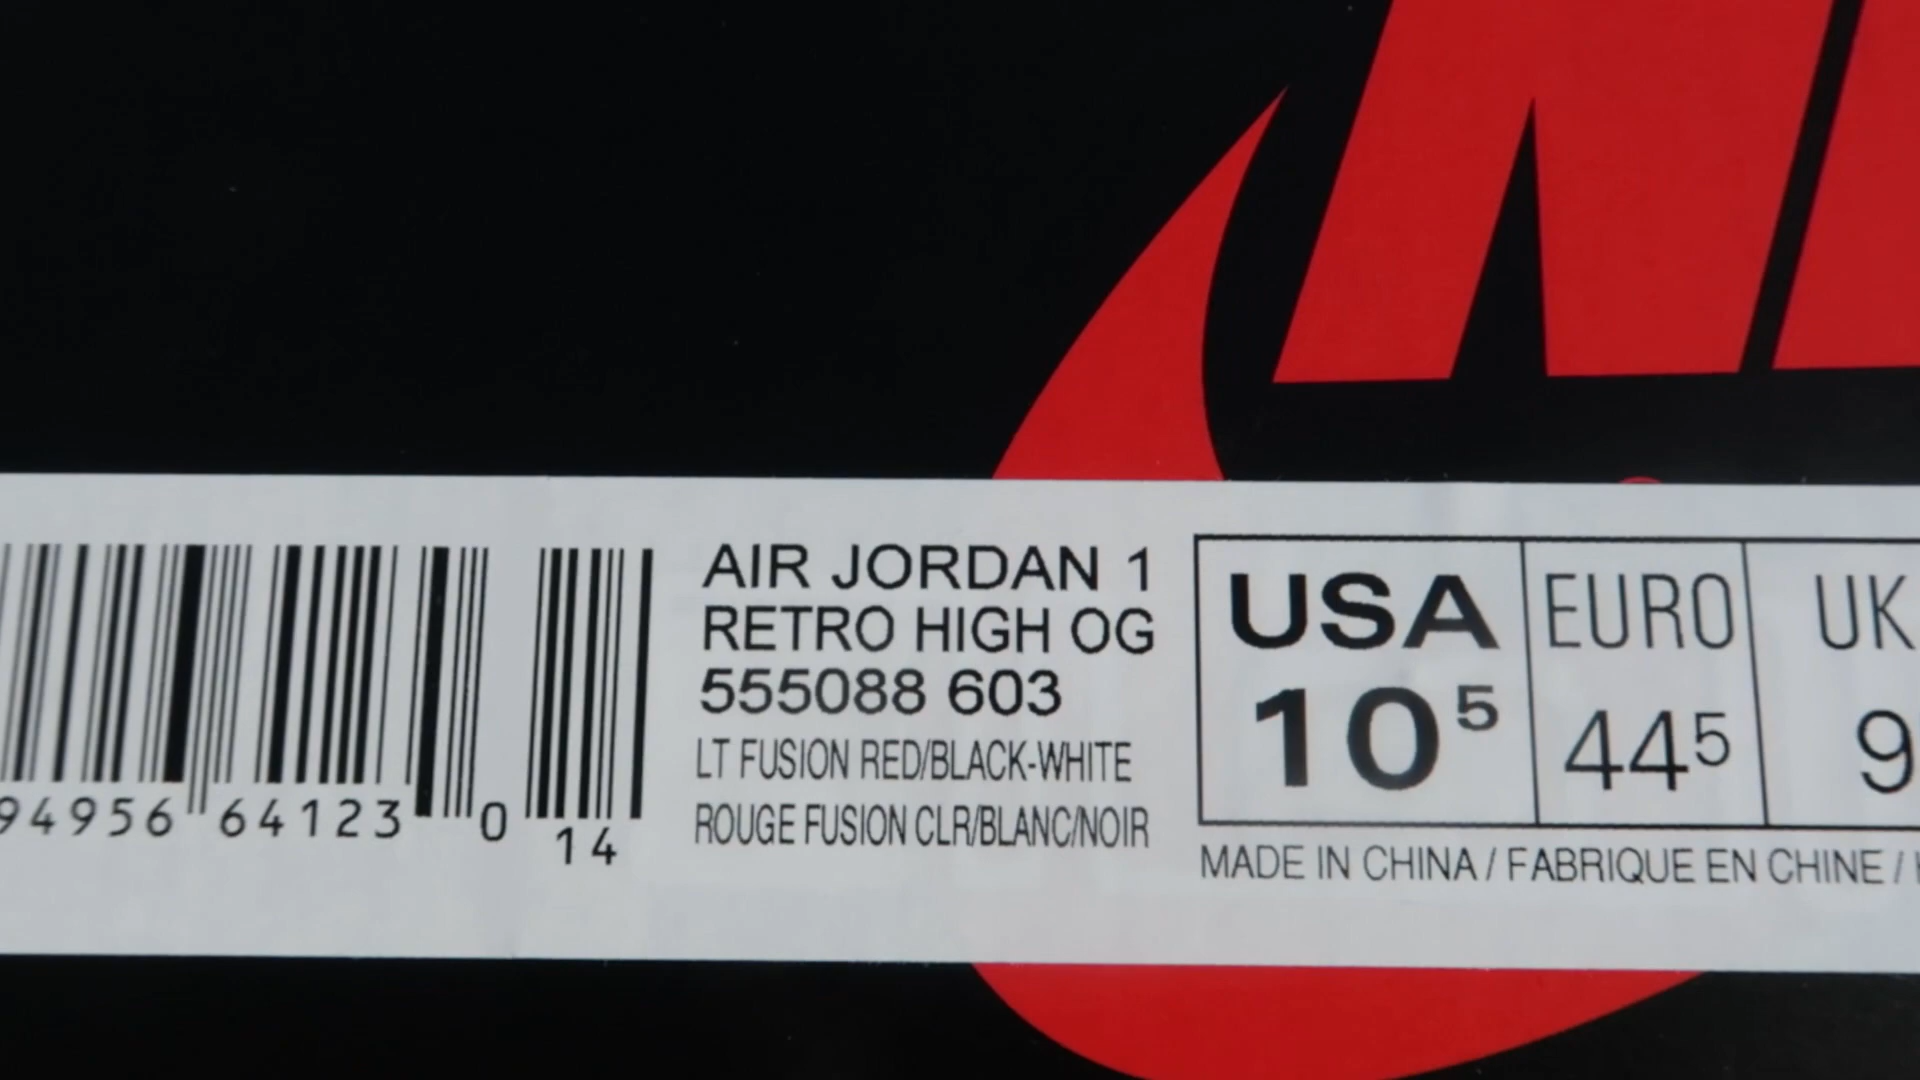 AIR JORDAN 1
RETRO HIGH OG
555088 603
LT FUSION RED/BLACK-WHITE
ROUGE FUSION CLR/BLANC/NOIR
USA EURO UK
10 5 44 5 9
MADE IN CHINA / FABRIQUE EN CHINE /
94956 64123 0 14